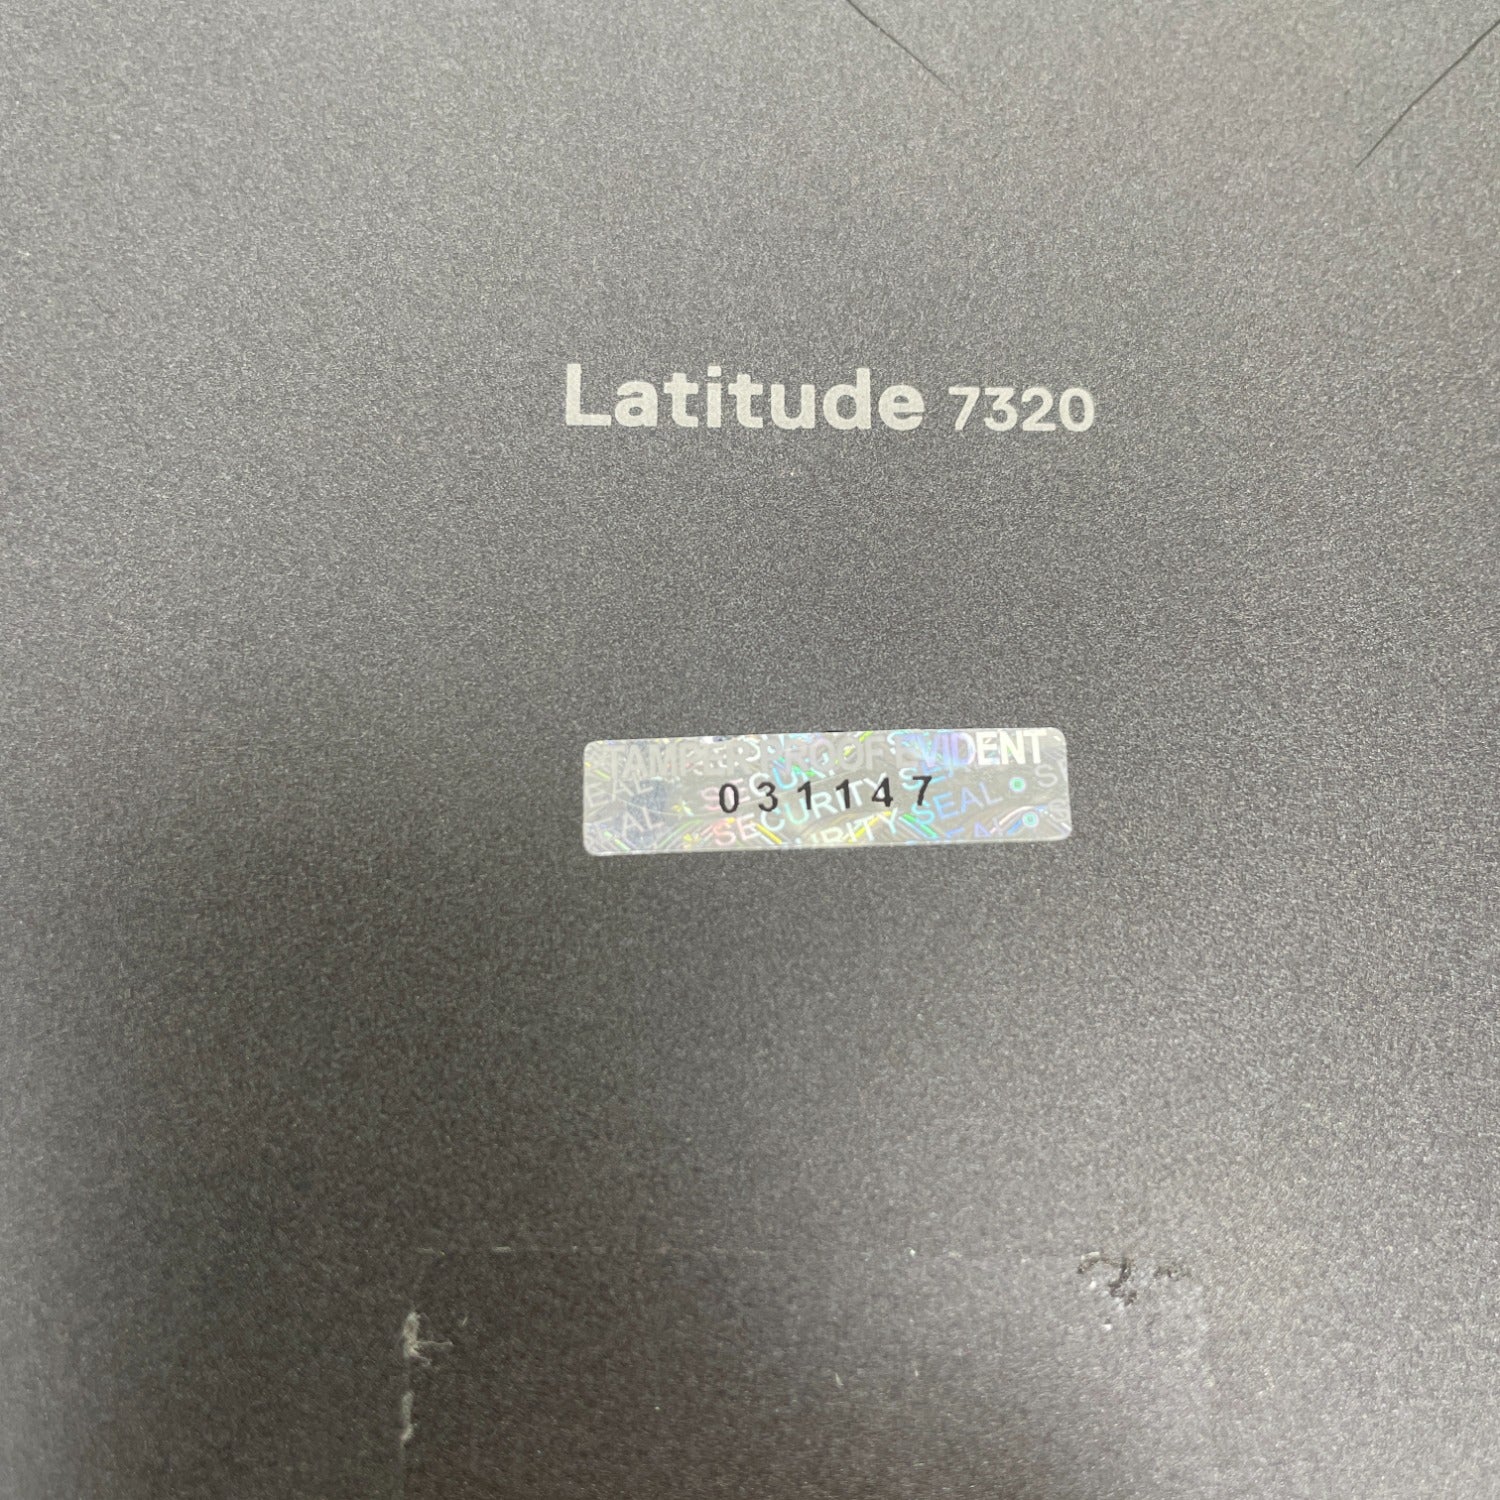 Latitude 7320
TAMPER PROOF EVIDENT
031147
SECURITY SEAL